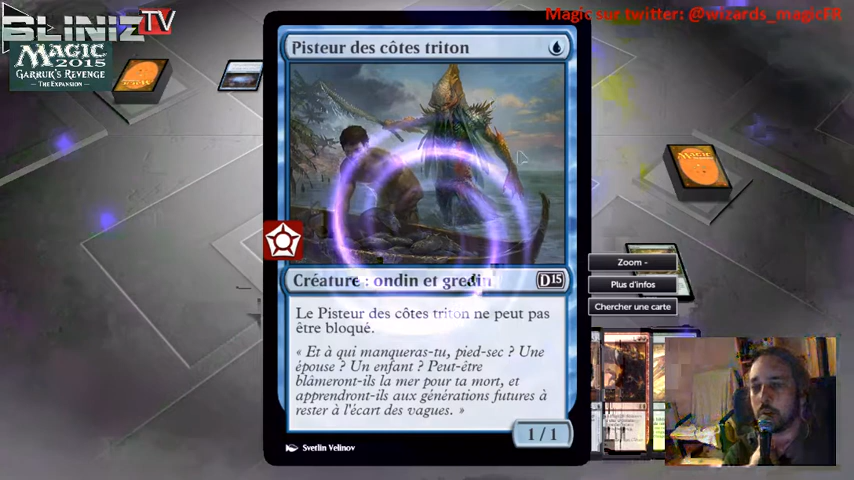 BLINIZ TV
Magic sur twitter: @wizards_magicFR
MAGIC
2015
GARRUK'S REVENGE
— THE EXPANSION —
Pisteur des côtes triton
Créature : ondin et gredin
D15
Le Pisteur des côtes triton ne peut pas
être bloqué.
« Et à qui manqueras-tu, pied-sec ? Une
épouse ? Un enfant ? Peut-être
blâmeront-ils la mer pour ta mort, et
apprendront-ils aux générations futures à
rester à l'écart des vagues. »
1 / 1
Svetlin Velinov
Zoom -
Plus d'infos
Chercher une carte